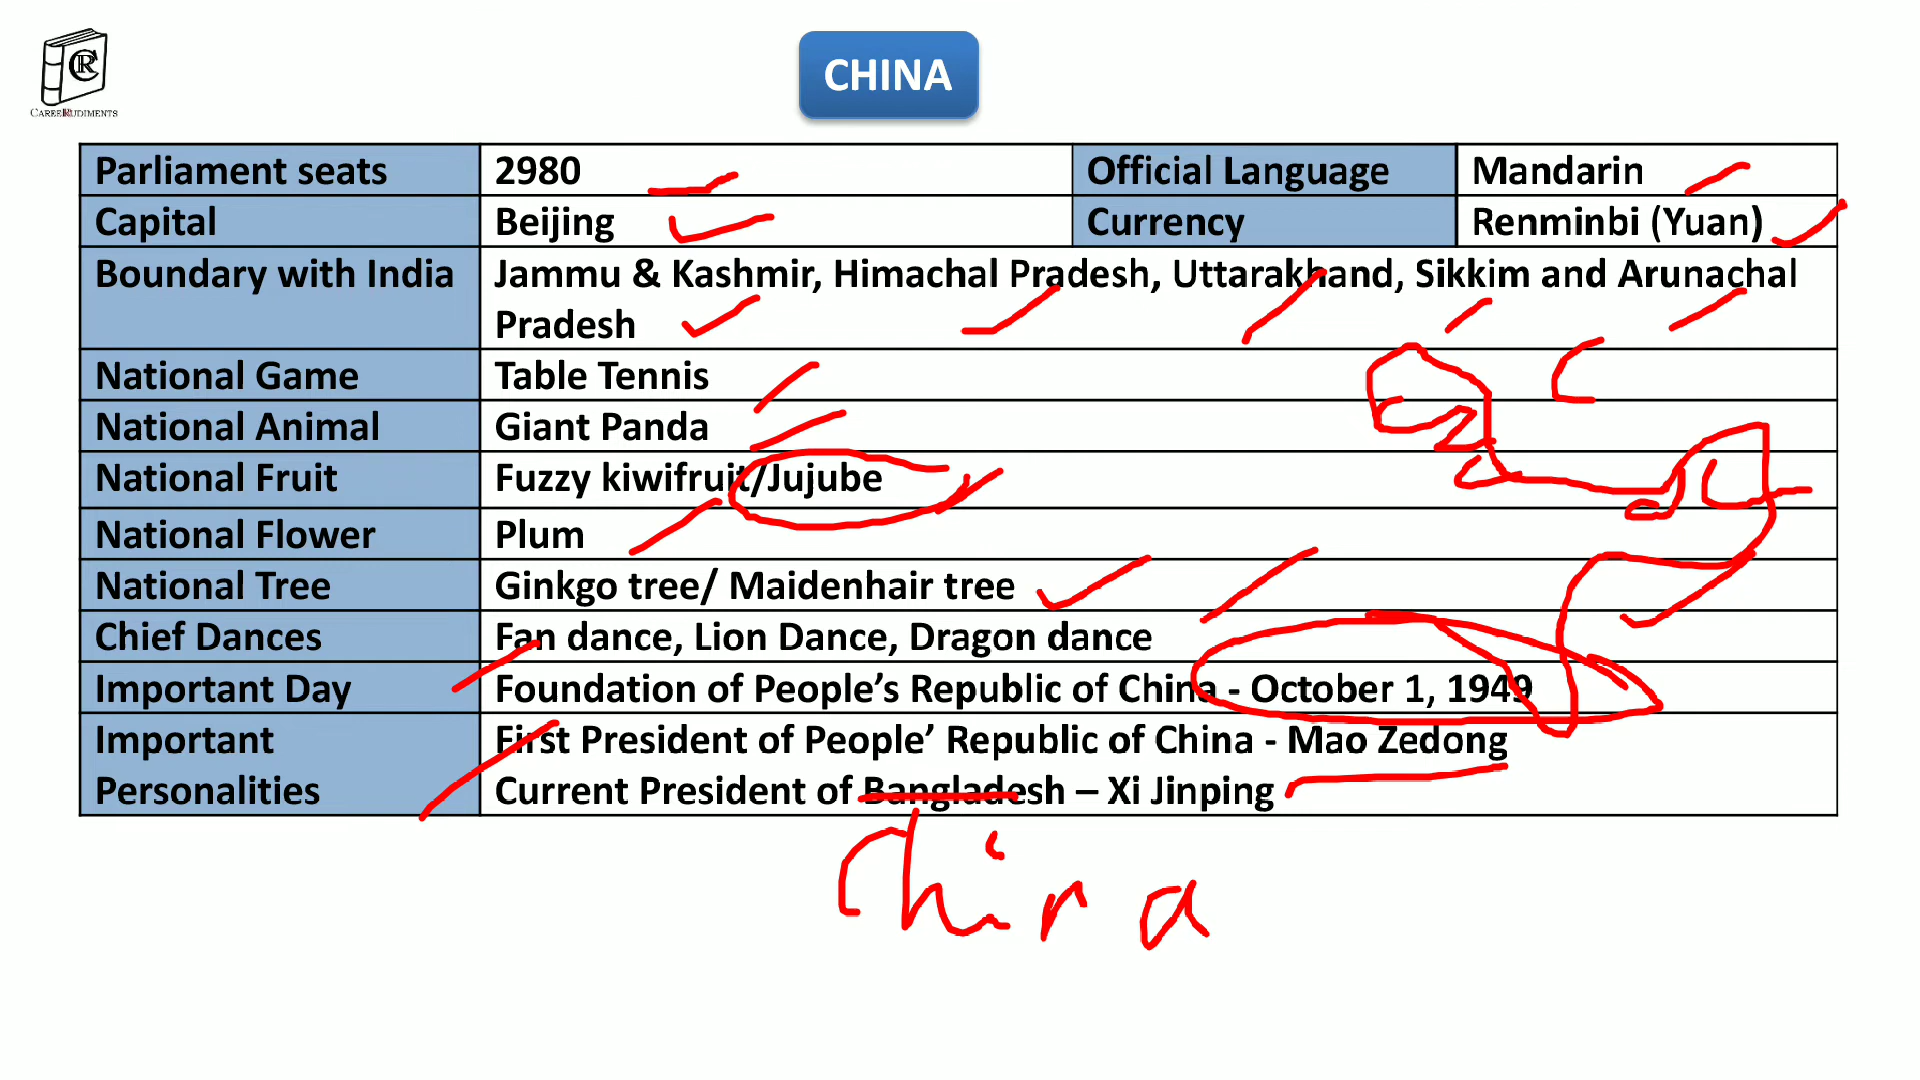 CR
CAREERUDIMENTS
CHINA
Parliament seats 2980 Official Language Mandarin
Capital Beijing Currency Renminbi (Yuan)
Boundary with India Jammu & Kashmir, Himachal Pradesh, Uttarakhand, Sikkim and Arunachal
Pradesh
National Game Table Tennis
National Animal Giant Panda
National Fruit Fuzzy kiwifruit/Jujube
National Flower Plum
National Tree Ginkgo tree/ Maidenhair tree
Chief Dances Fan dance, Lion Dance, Dragon dance
Important Day Foundation of People’s Republic of China - October 1, 1949
Important First President of People’ Republic of China - Mao Zedong
Personalities Current President of Bangladesh – Xi Jinping
China